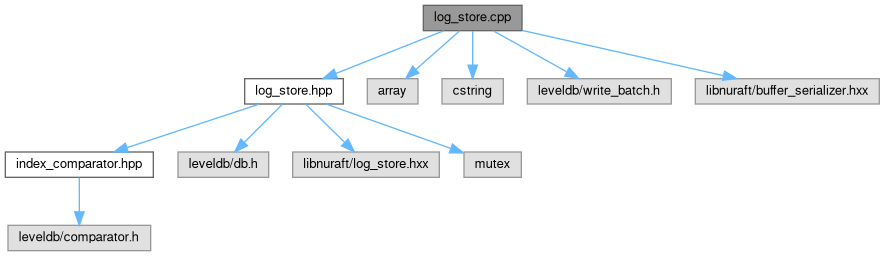 log_store.cpp
log_store.hpp
array
cstring
leveldb/write_batch.h
libnuraft/buffer_serializer.hxx
index_comparator.hpp
leveldb/db.h
libnuraft/log_store.hxx
mutex
leveldb/comparator.h